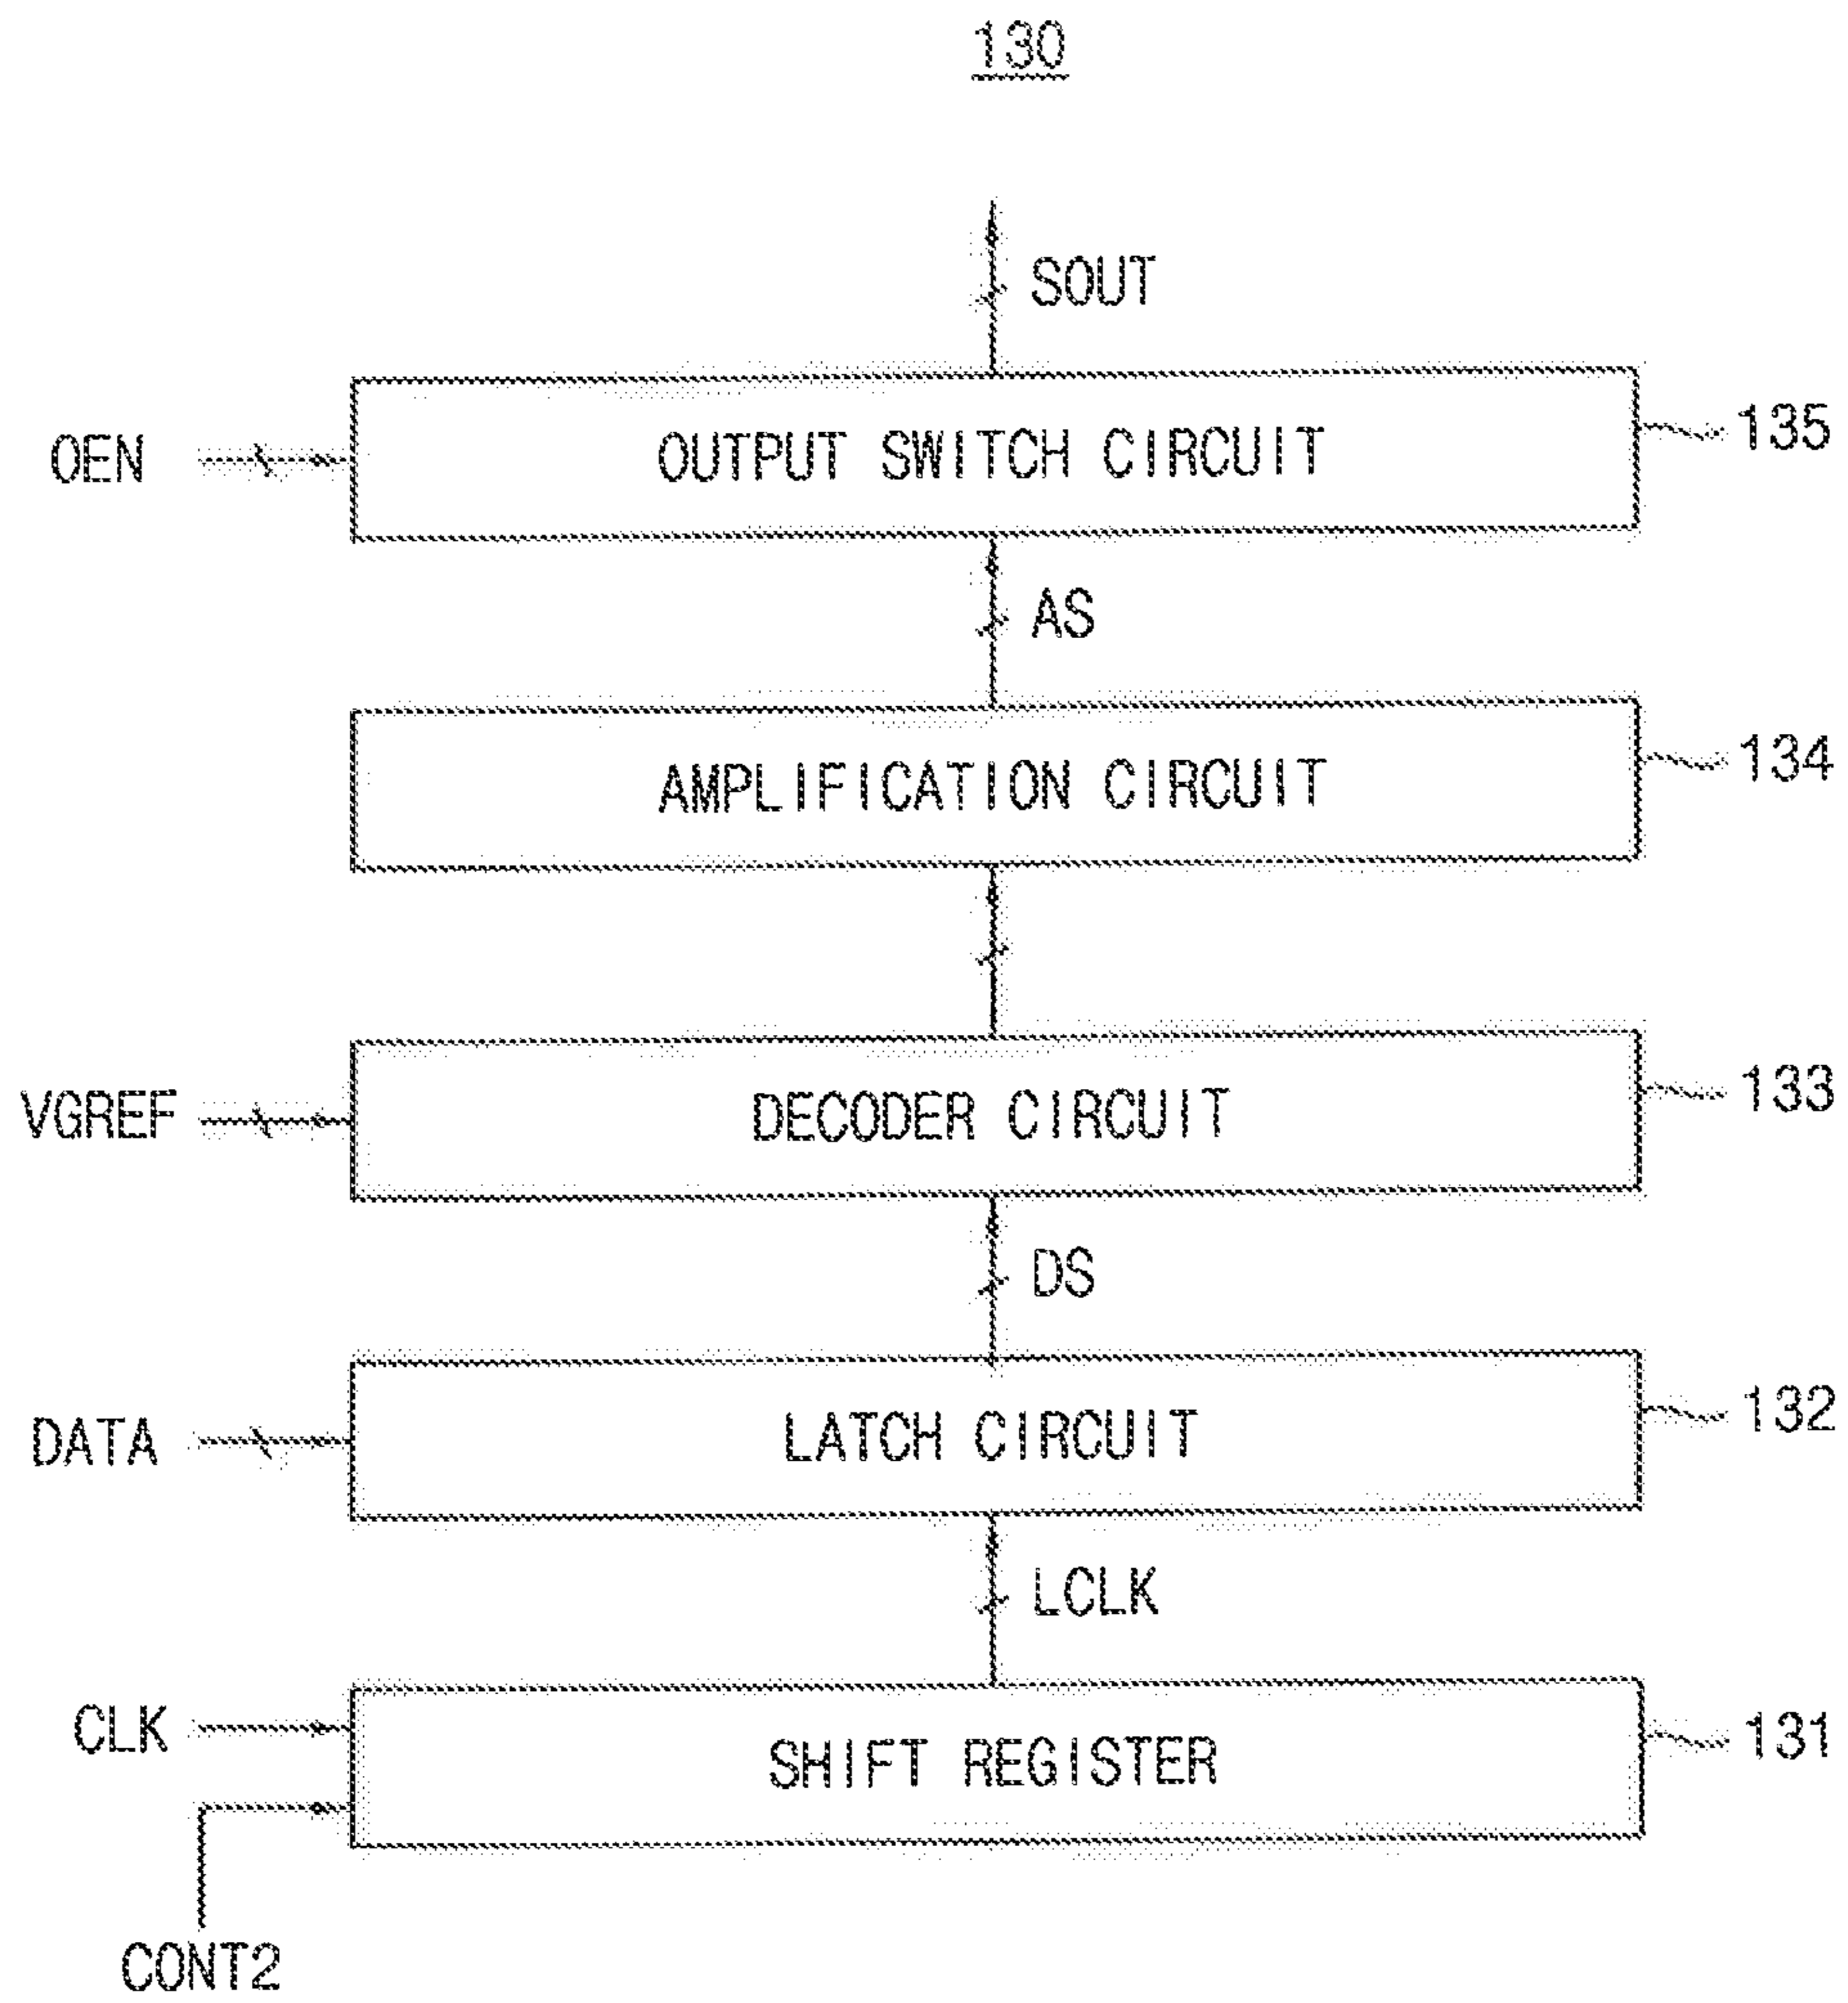 130
SOUT
OEN
OUTPUT SWITCH CIRCUIT
135
AS
AMPLIFICATION CIRCUIT
134
VGREF
DECODER CIRCUIT
133
DS
DATA
LATCH CIRCUIT
132
LCLK
CLK
SHIFT REGISTER
131
CONT2